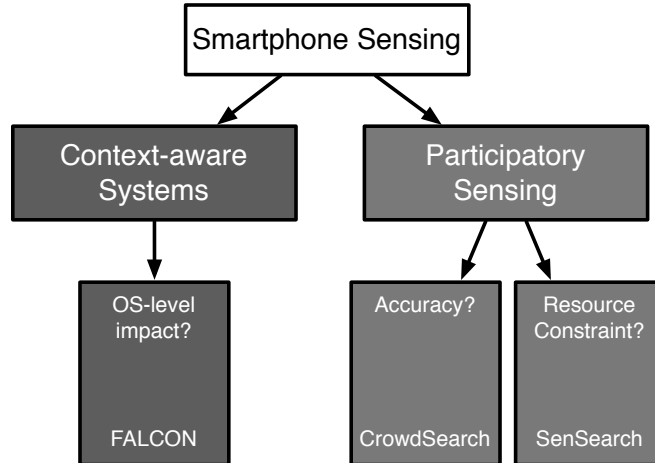 Smartphone Sensing
Context-aware
Systems
Participatory
Sensing
OS-level
impact?
FALCON
Accuracy?
CrowdSearch
Resource
Constraint?
SenSearch